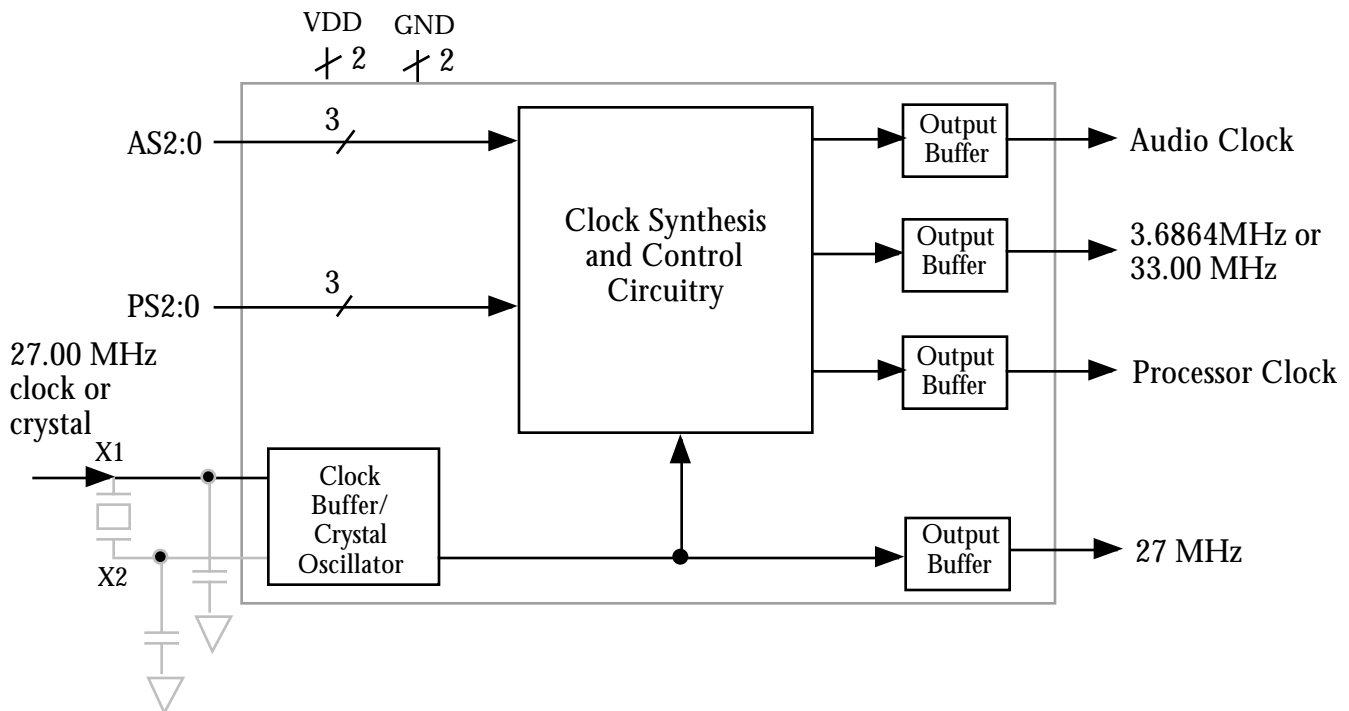 VDD GND
2 2
AS2:0
3
Clock Synthesis
and Control
Circuitry
Output
Buffer
Audio Clock
Output
Buffer
3.6864MHz or
33.00 MHz
PS2:0
3
Output
Buffer
Processor Clock
27.00 MHz
clock or
crystal
X1
X2
Clock
Buffer/
Crystal
Oscillator
Output
Buffer
27 MHz